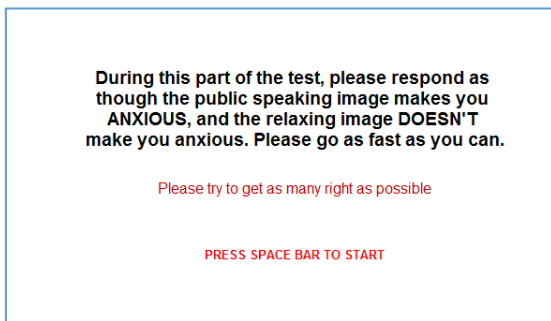 During this part of the test, please respond as
though the public speaking image makes you
ANXIOUS, and the relaxing image DOESN'T
make you anxious. Please go as fast as you can.
Please try to get as many right as possible
PRESS SPACE BAR TO START